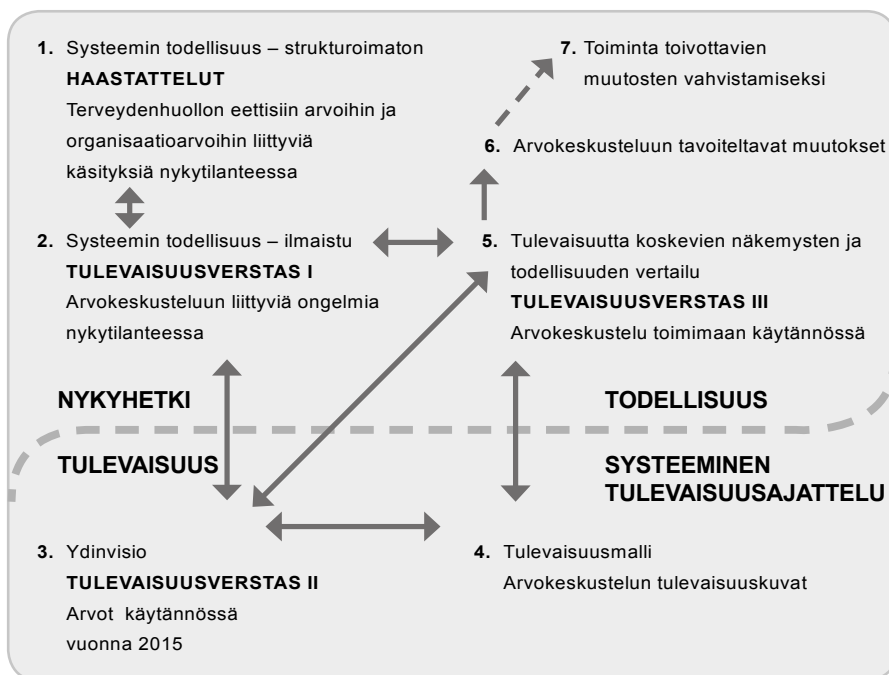 1. Systeemin todellisuus – strukturoimaton
HAASTATTELUT
Terveydenhuollon eettisiin arvoihin ja
organisaatioarvoihin liittyviä
käsityksiä nykytilanteessa
2. Systeemin todellisuus – ilmaistu
TULEVAISUUSVERSTAS I
Arvokeskusteluun liittyviä ongelmia
nykytilanteessa
7. Toiminta toivottavien
muutosten vahvistamiseksi
6. Arvokeskusteluun tavoiteltavat muutokset
5. Tulevaisuutta koskevien näkemysten ja
todellisuuden vertailu
TULEVAISUUSVERSTAS III
Arvokeskustelu toimimaan käytännössä
NYKYHETKI
TODELLISUUS
TULEVAISUUS
SYSTEEMINEN
TULEVAISUUSAJATTELU
3. Ydinvisio
TULEVAISUUSVERSTAS II
Arvot käytännössä
vuonna 2015
4. Tulevaisuusmalli
Arvokeskustelun tulevaisuuskuvat